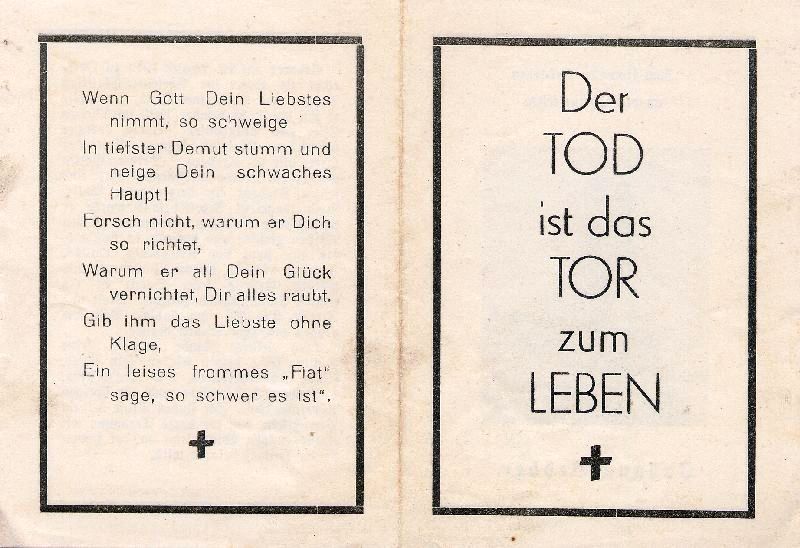 Wenn Gott Dein Liebstes
nimmt, so schweige
In tiefster Demut stumm und
neige Dein schwaches
Haupt!
Forsch nicht, warum er Dich
so richtet,
Warum er all Dein Glück
vernichtet, Dir alles raubt.
Gib ihm das Liebste ohne
Klage,
Ein leises frommes „Fiat“
sage, so schwer es ist“.
Der
TOD
ist das
TOR
zum
LEBEN